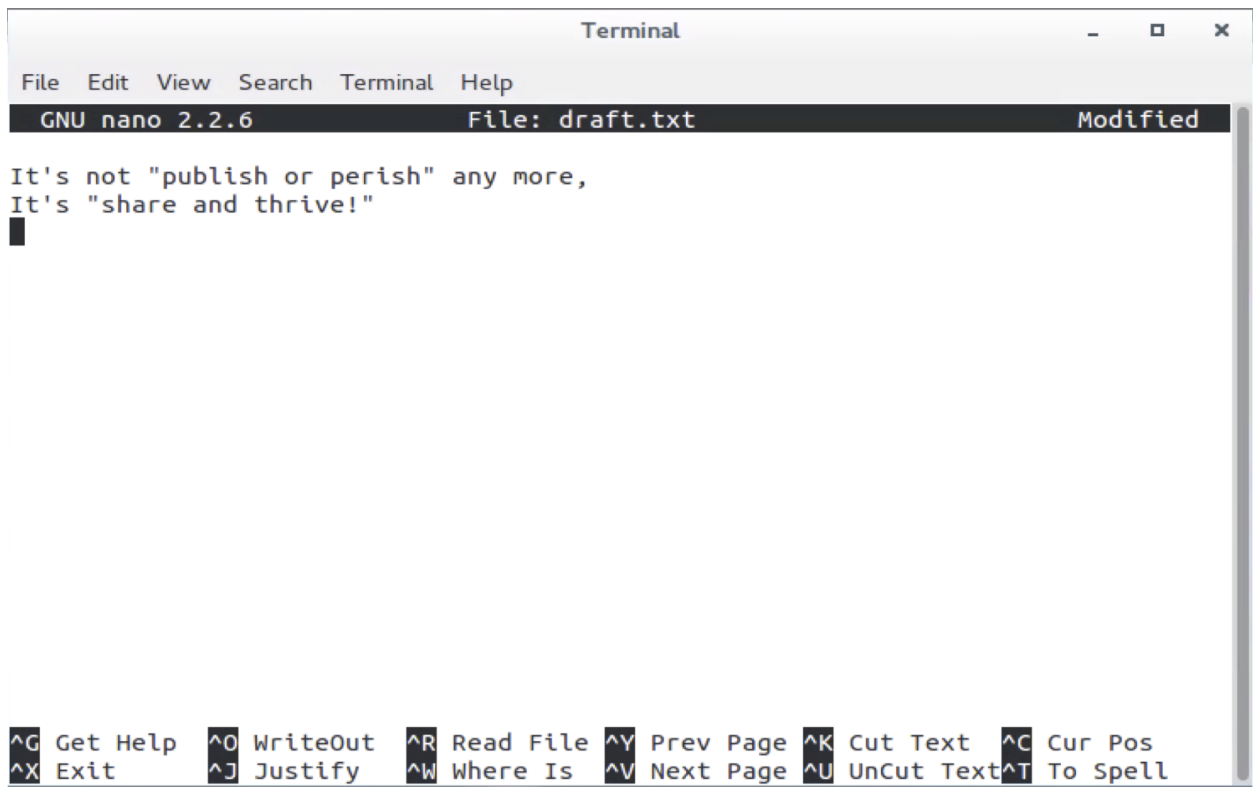 Terminal
File Edit View Search Terminal Help
GNU nano 2.2.6 File: draft.txt Modified
It's not "publish or perish" any more,
It's "share and thrive!"
^G Get Help ^O WriteOut ^R Read File ^Y Prev Page ^K Cut Text ^C Cur Pos
^X Exit ^J Justify ^W Where Is ^V Next Page ^U UnCut Text ^T To Spell